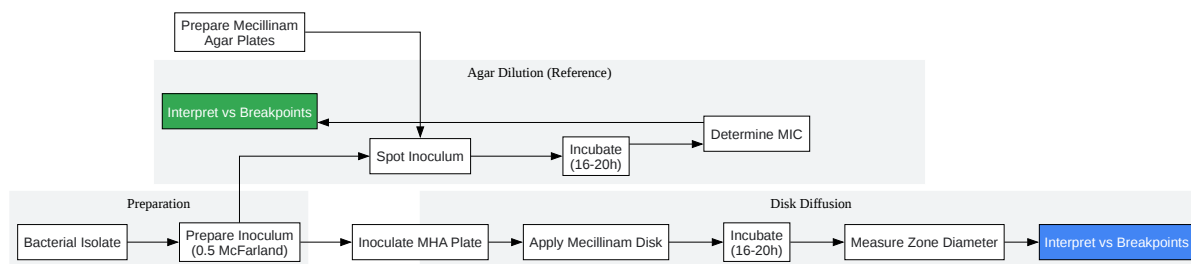 Prepare Mecillinam
Agar Plates
Agar Dilution (Reference)
Interpret vs Breakpoints
Determine MIC
Spot Inoculum
Incubate
(16-20h)
Preparation
Disk Diffusion
Bacterial Isolate
Prepare Inoculum
(0.5 McFarland)
Inoculate MHA Plate
Apply Mecillinam Disk
Incubate
(16-20h)
Measure Zone Diameter
Interpret vs Breakpoints